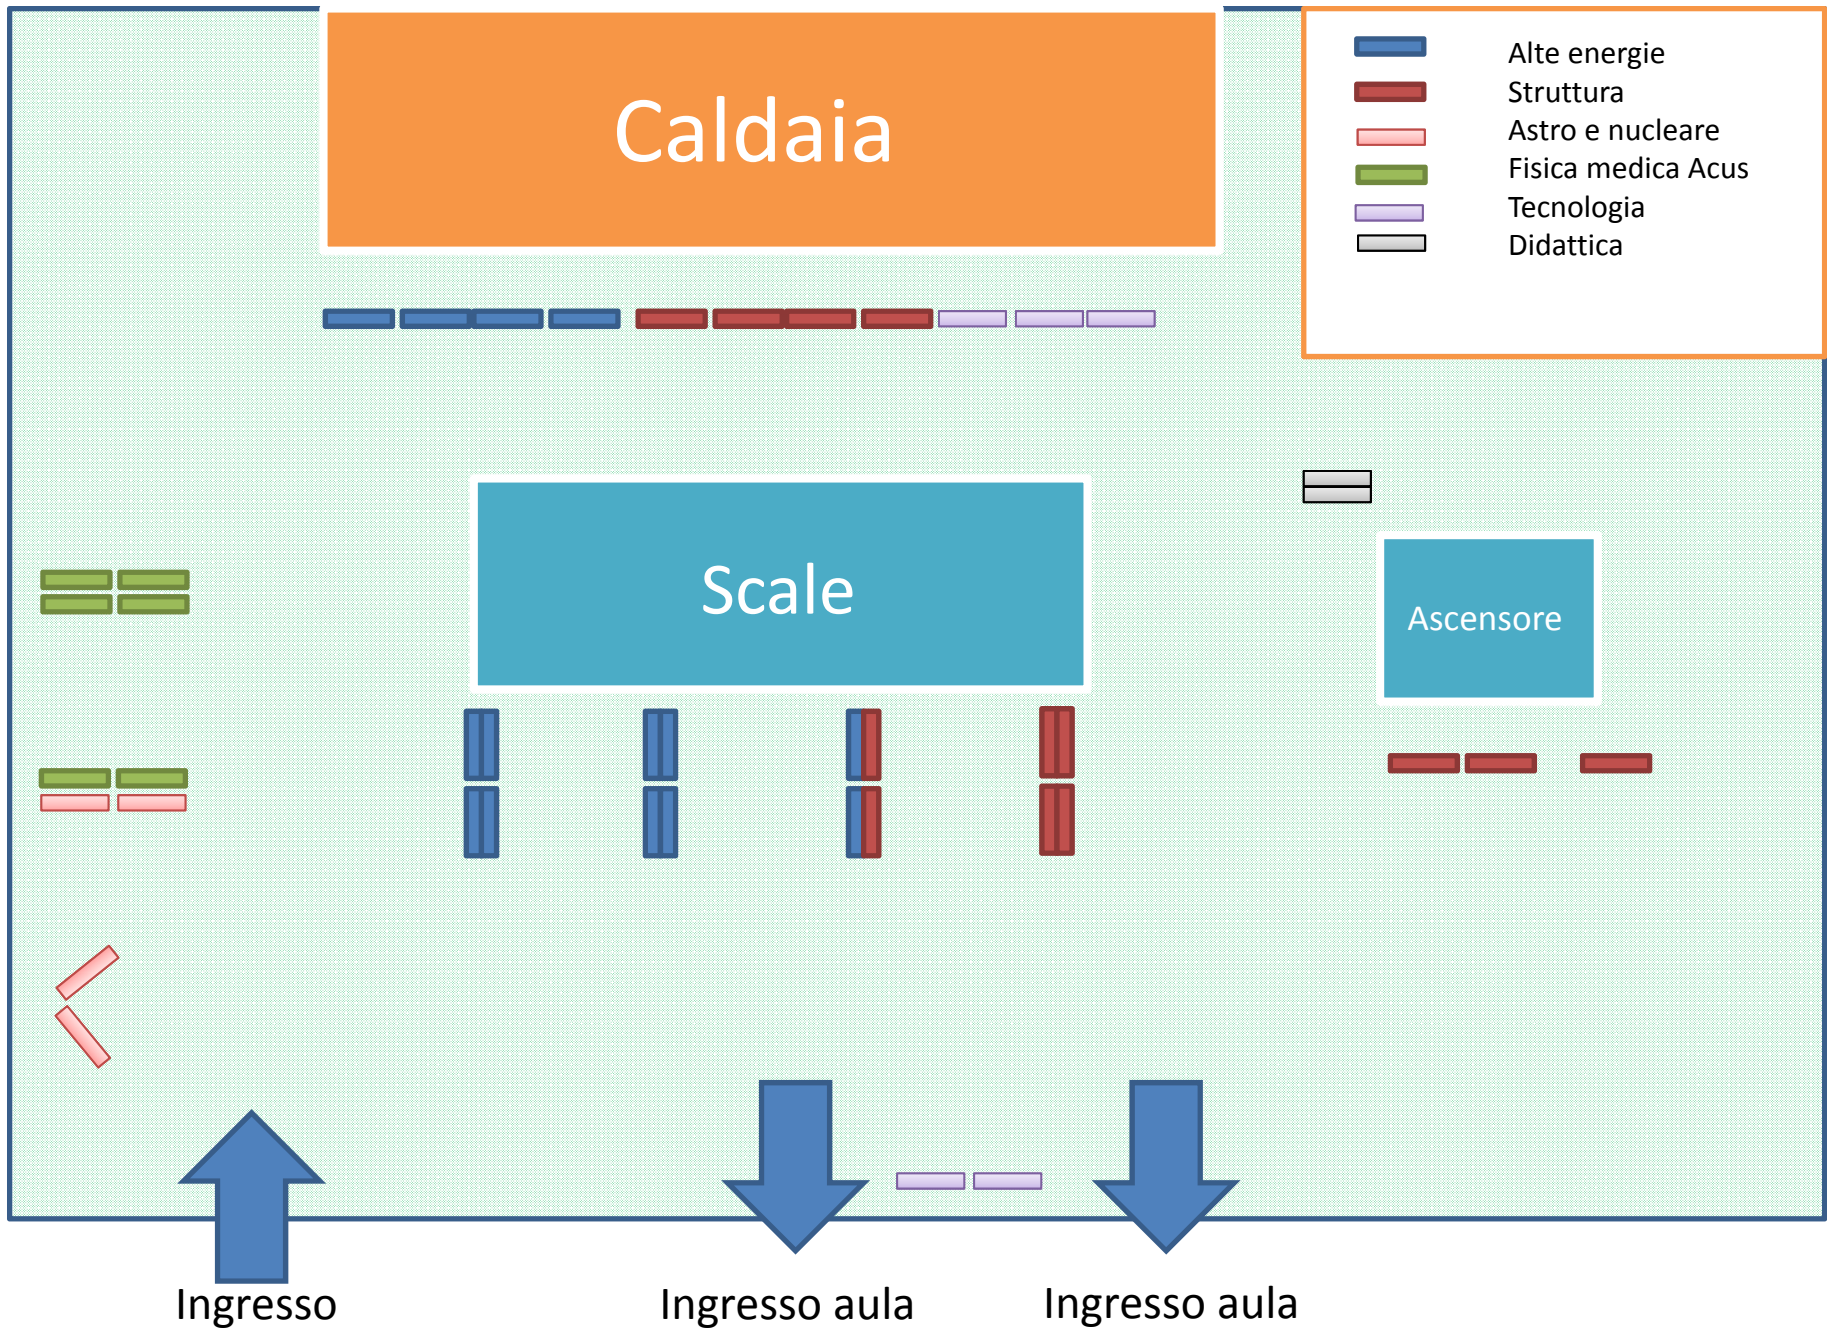 Caldaia
Alte energie
Struttura
Astro e nucleare
Fisica medica Acus
Tecnologia
Didattica
Scale
Ascensore
Ingresso
Ingresso aula
Ingresso aula